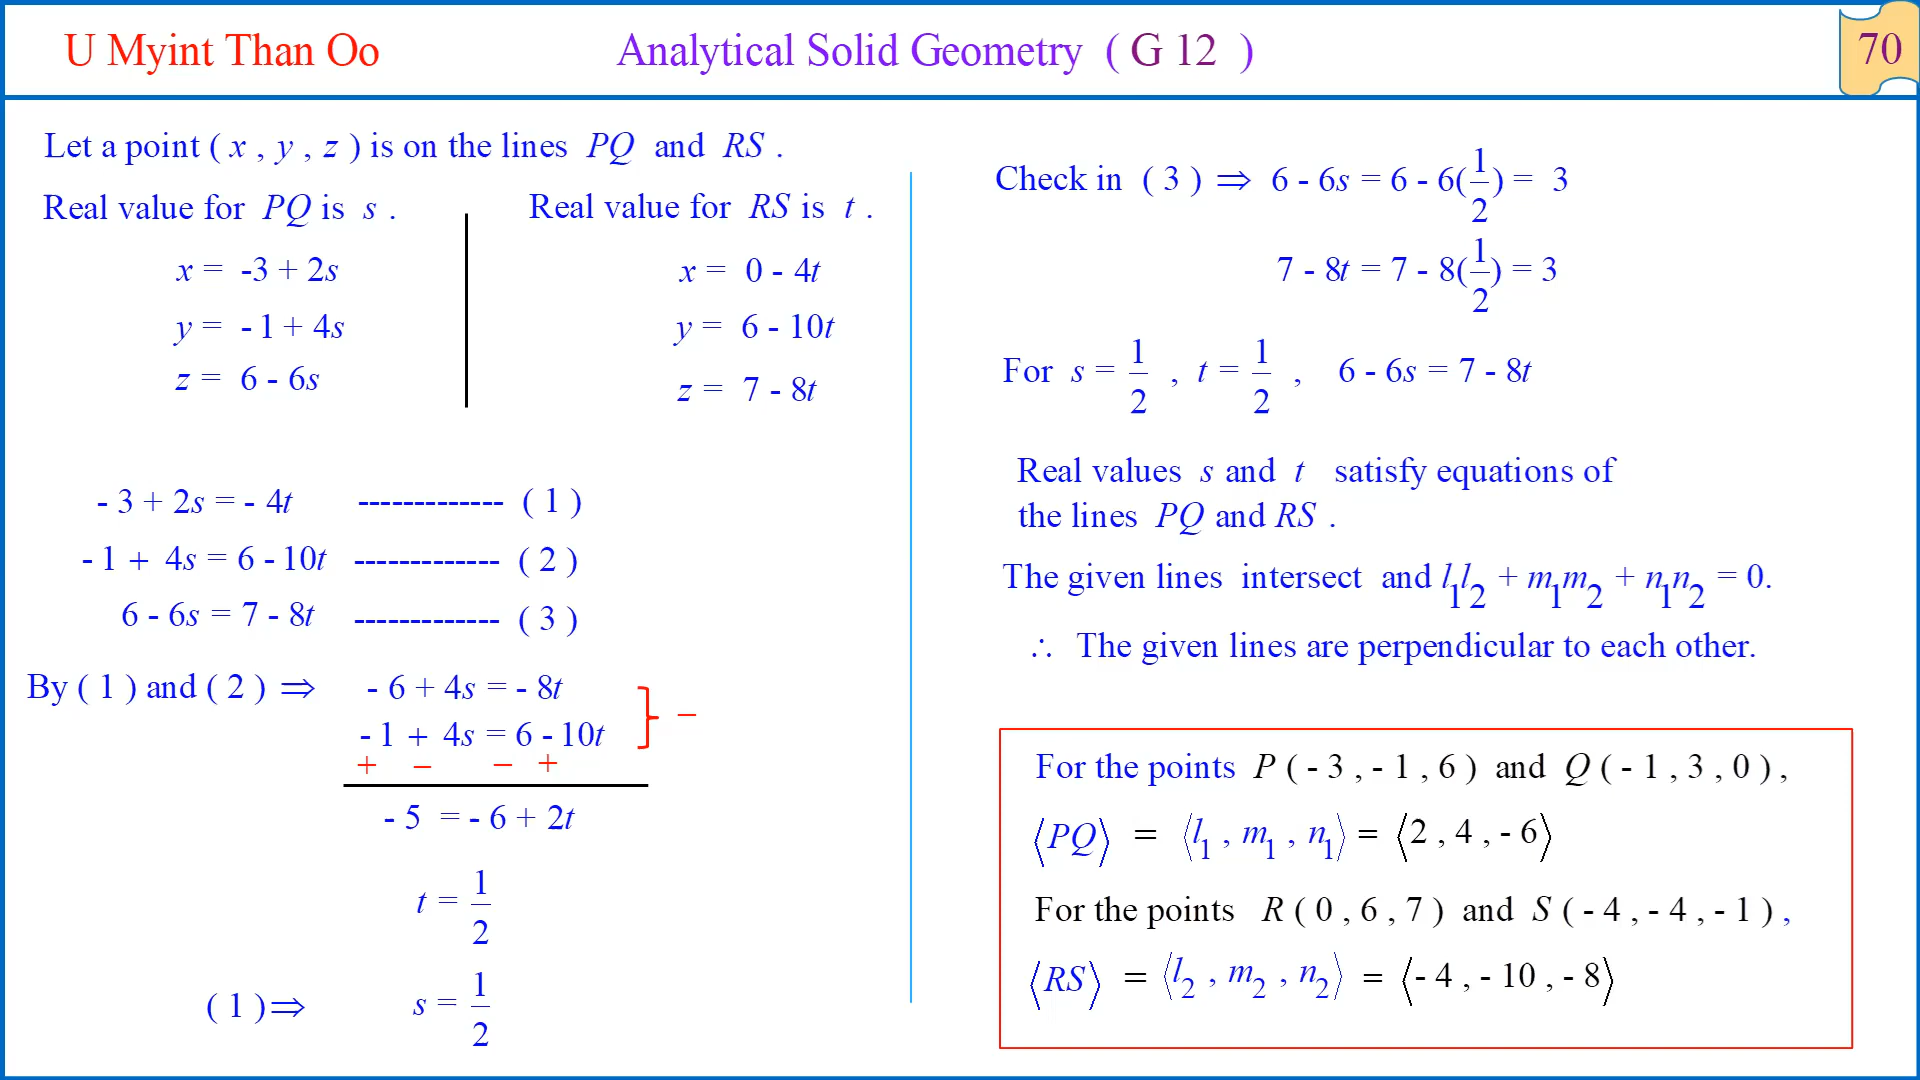 U Myint Than Oo
Analytical Solid Geometry ( G 12 )
70
Let a point ( x , y , z ) is on the lines PQ and RS .
Real value for PQ is s .
x = -3 + 2s
y = - 1 + 4s
z = 6 - 6s
Real value for RS is t .
x = 0 - 4t
y = 6 - 10t
z = 7 - 8t
- 3 + 2s = - 4t ------------- ( 1 )
- 1 + 4s = 6 - 10t ------------- ( 2 )
6 - 6s = 7 - 8t ------------- ( 3 )
By ( 1 ) and ( 2 ) ⇒ - 6 + 4s = - 8t
- 1 + 4s = 6 - 10t } −
+ − − +
- 5 = - 6 + 2t
t = 1/2
( 1 ) ⇒ s = 1/2
Check in ( 3 ) ⇒ 6 - 6s = 6 - 6(1/2) = 3
7 - 8t = 7 - 8(1/2) = 3
For s = 1/2 , t = 1/2 , 6 - 6s = 7 - 8t
Real values s and t satisfy equations of
the lines PQ and RS .
The given lines intersect and l₁l₂ + m₁m₂ + n₁n₂ = 0.
∴ The given lines are perpendicular to each other.
For the points P ( - 3 , - 1 , 6 ) and Q ( - 1 , 3 , 0 ) ,
⟨PQ⟩ = ⟨l₁ , m₁ , n₁⟩ = ⟨2 , 4 , - 6⟩
For the points R ( 0 , 6 , 7 ) and S ( - 4 , - 4 , - 1 ) ,
⟨RS⟩ = ⟨l₂ , m₂ , n₂⟩ = ⟨- 4 , - 10 , - 8⟩